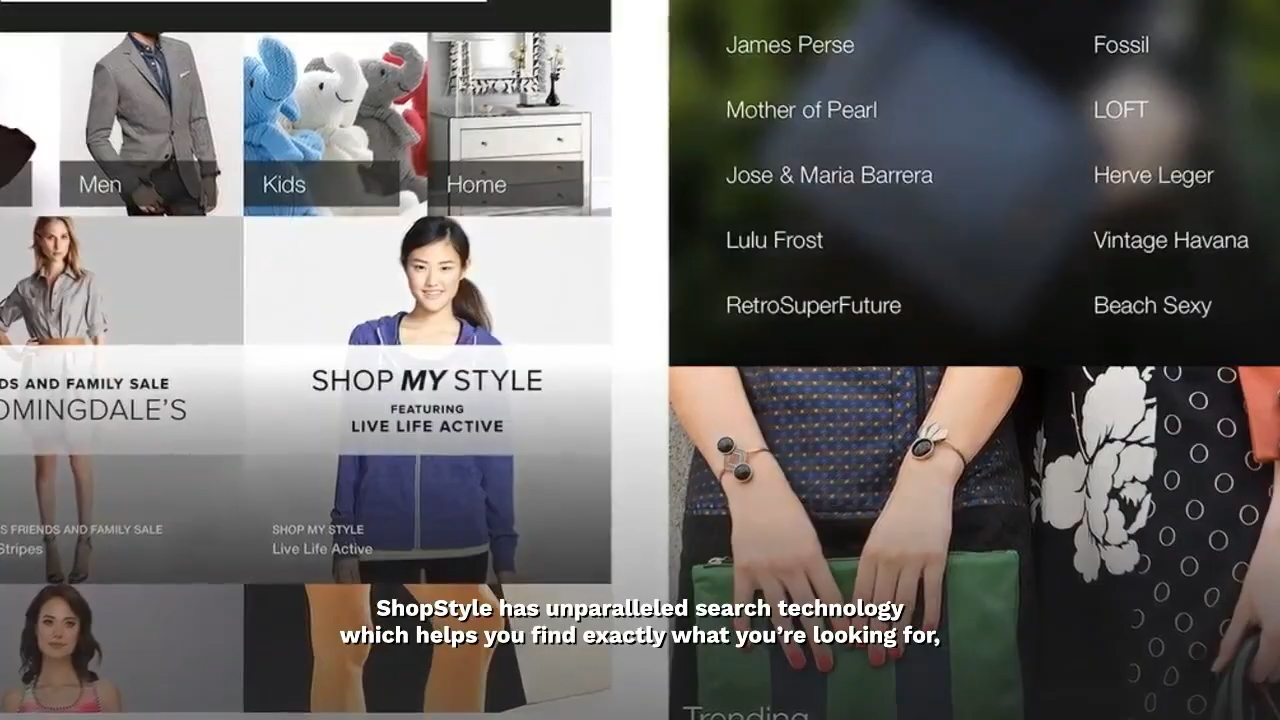 Men
Kids
Home
DS AND FAMILY SALE
OMINGDALE'S
SHOP MY STYLE
FEATURING
LIVE LIFE ACTIVE
S FRIENDS AND FAMILY SALE
Stripes
SHOP MY STYLE
Live Life Active
James Perse
Fossil
Mother of Pearl
LOFT
Jose & Maria Barrera
Herve Leger
Lulu Frost
Vintage Havana
RetroSuperFuture
Beach Sexy
Trending
ShopStyle has unparalleled search technology
which helps you find exactly what you're looking for,